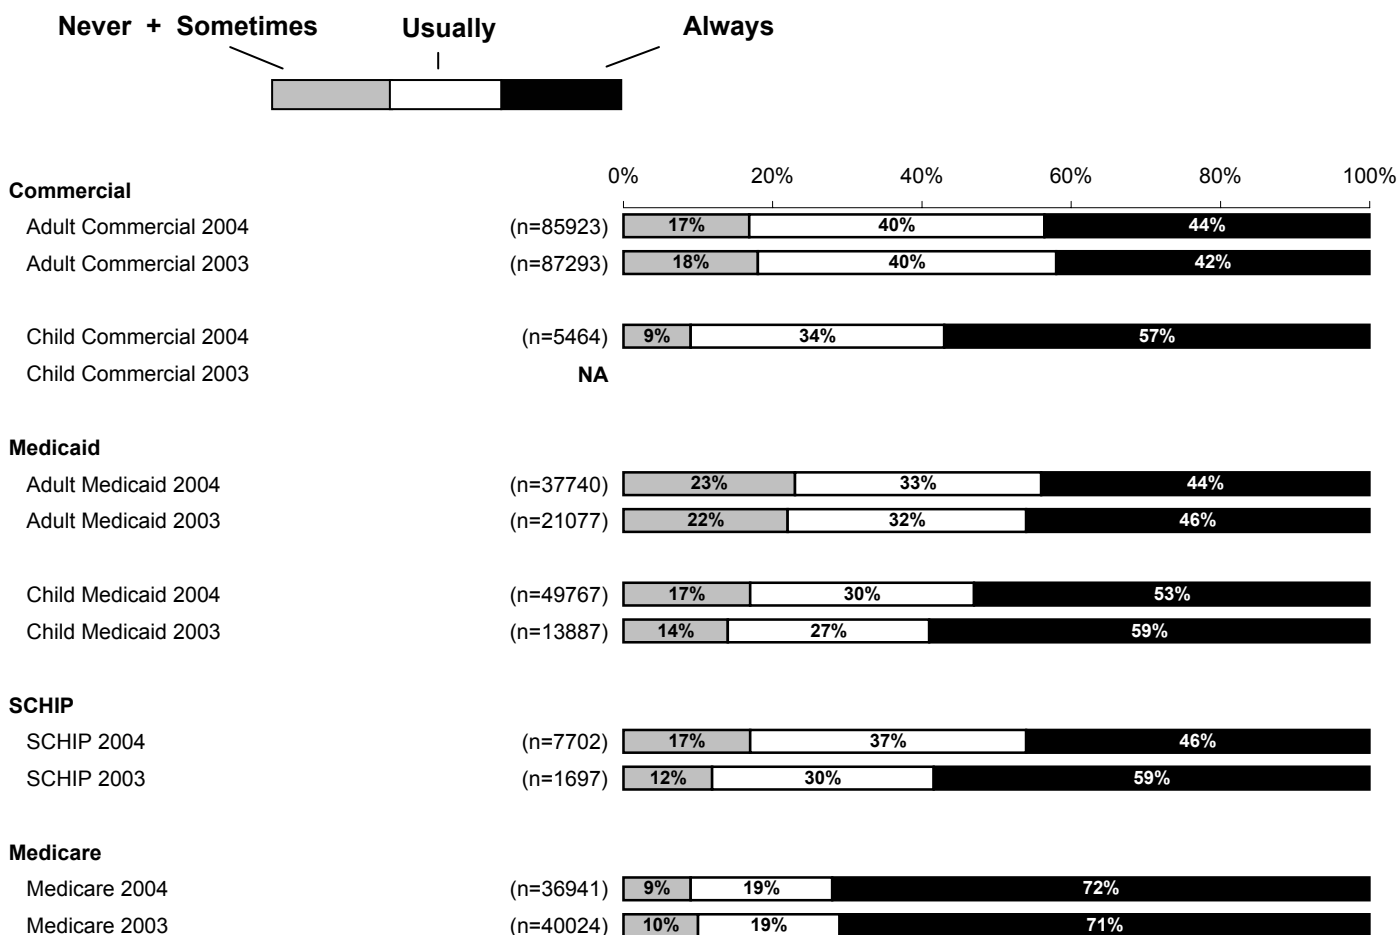 Never + Sometimes Usually Always
0% 20% 40% 60% 80% 100%
Commercial
Adult Commercial 2004 (n=85923) 17% 40% 44%
Adult Commercial 2003 (n=87293) 18% 40% 42%
Child Commercial 2004 (n=5464) 9% 34% 57%
Child Commercial 2003 NA
Medicaid
Adult Medicaid 2004 (n=37740) 23% 33% 44%
Adult Medicaid 2003 (n=21077) 22% 32% 46%
Child Medicaid 2004 (n=49767) 17% 30% 53%
Child Medicaid 2003 (n=13887) 14% 27% 59%
SCHIP
SCHIP 2004 (n=7702) 17% 37% 46%
SCHIP 2003 (n=1697) 12% 30% 59%
Medicare
Medicare 2004 (n=36941) 9% 19% 72%
Medicare 2003 (n=40024) 10% 19% 71%